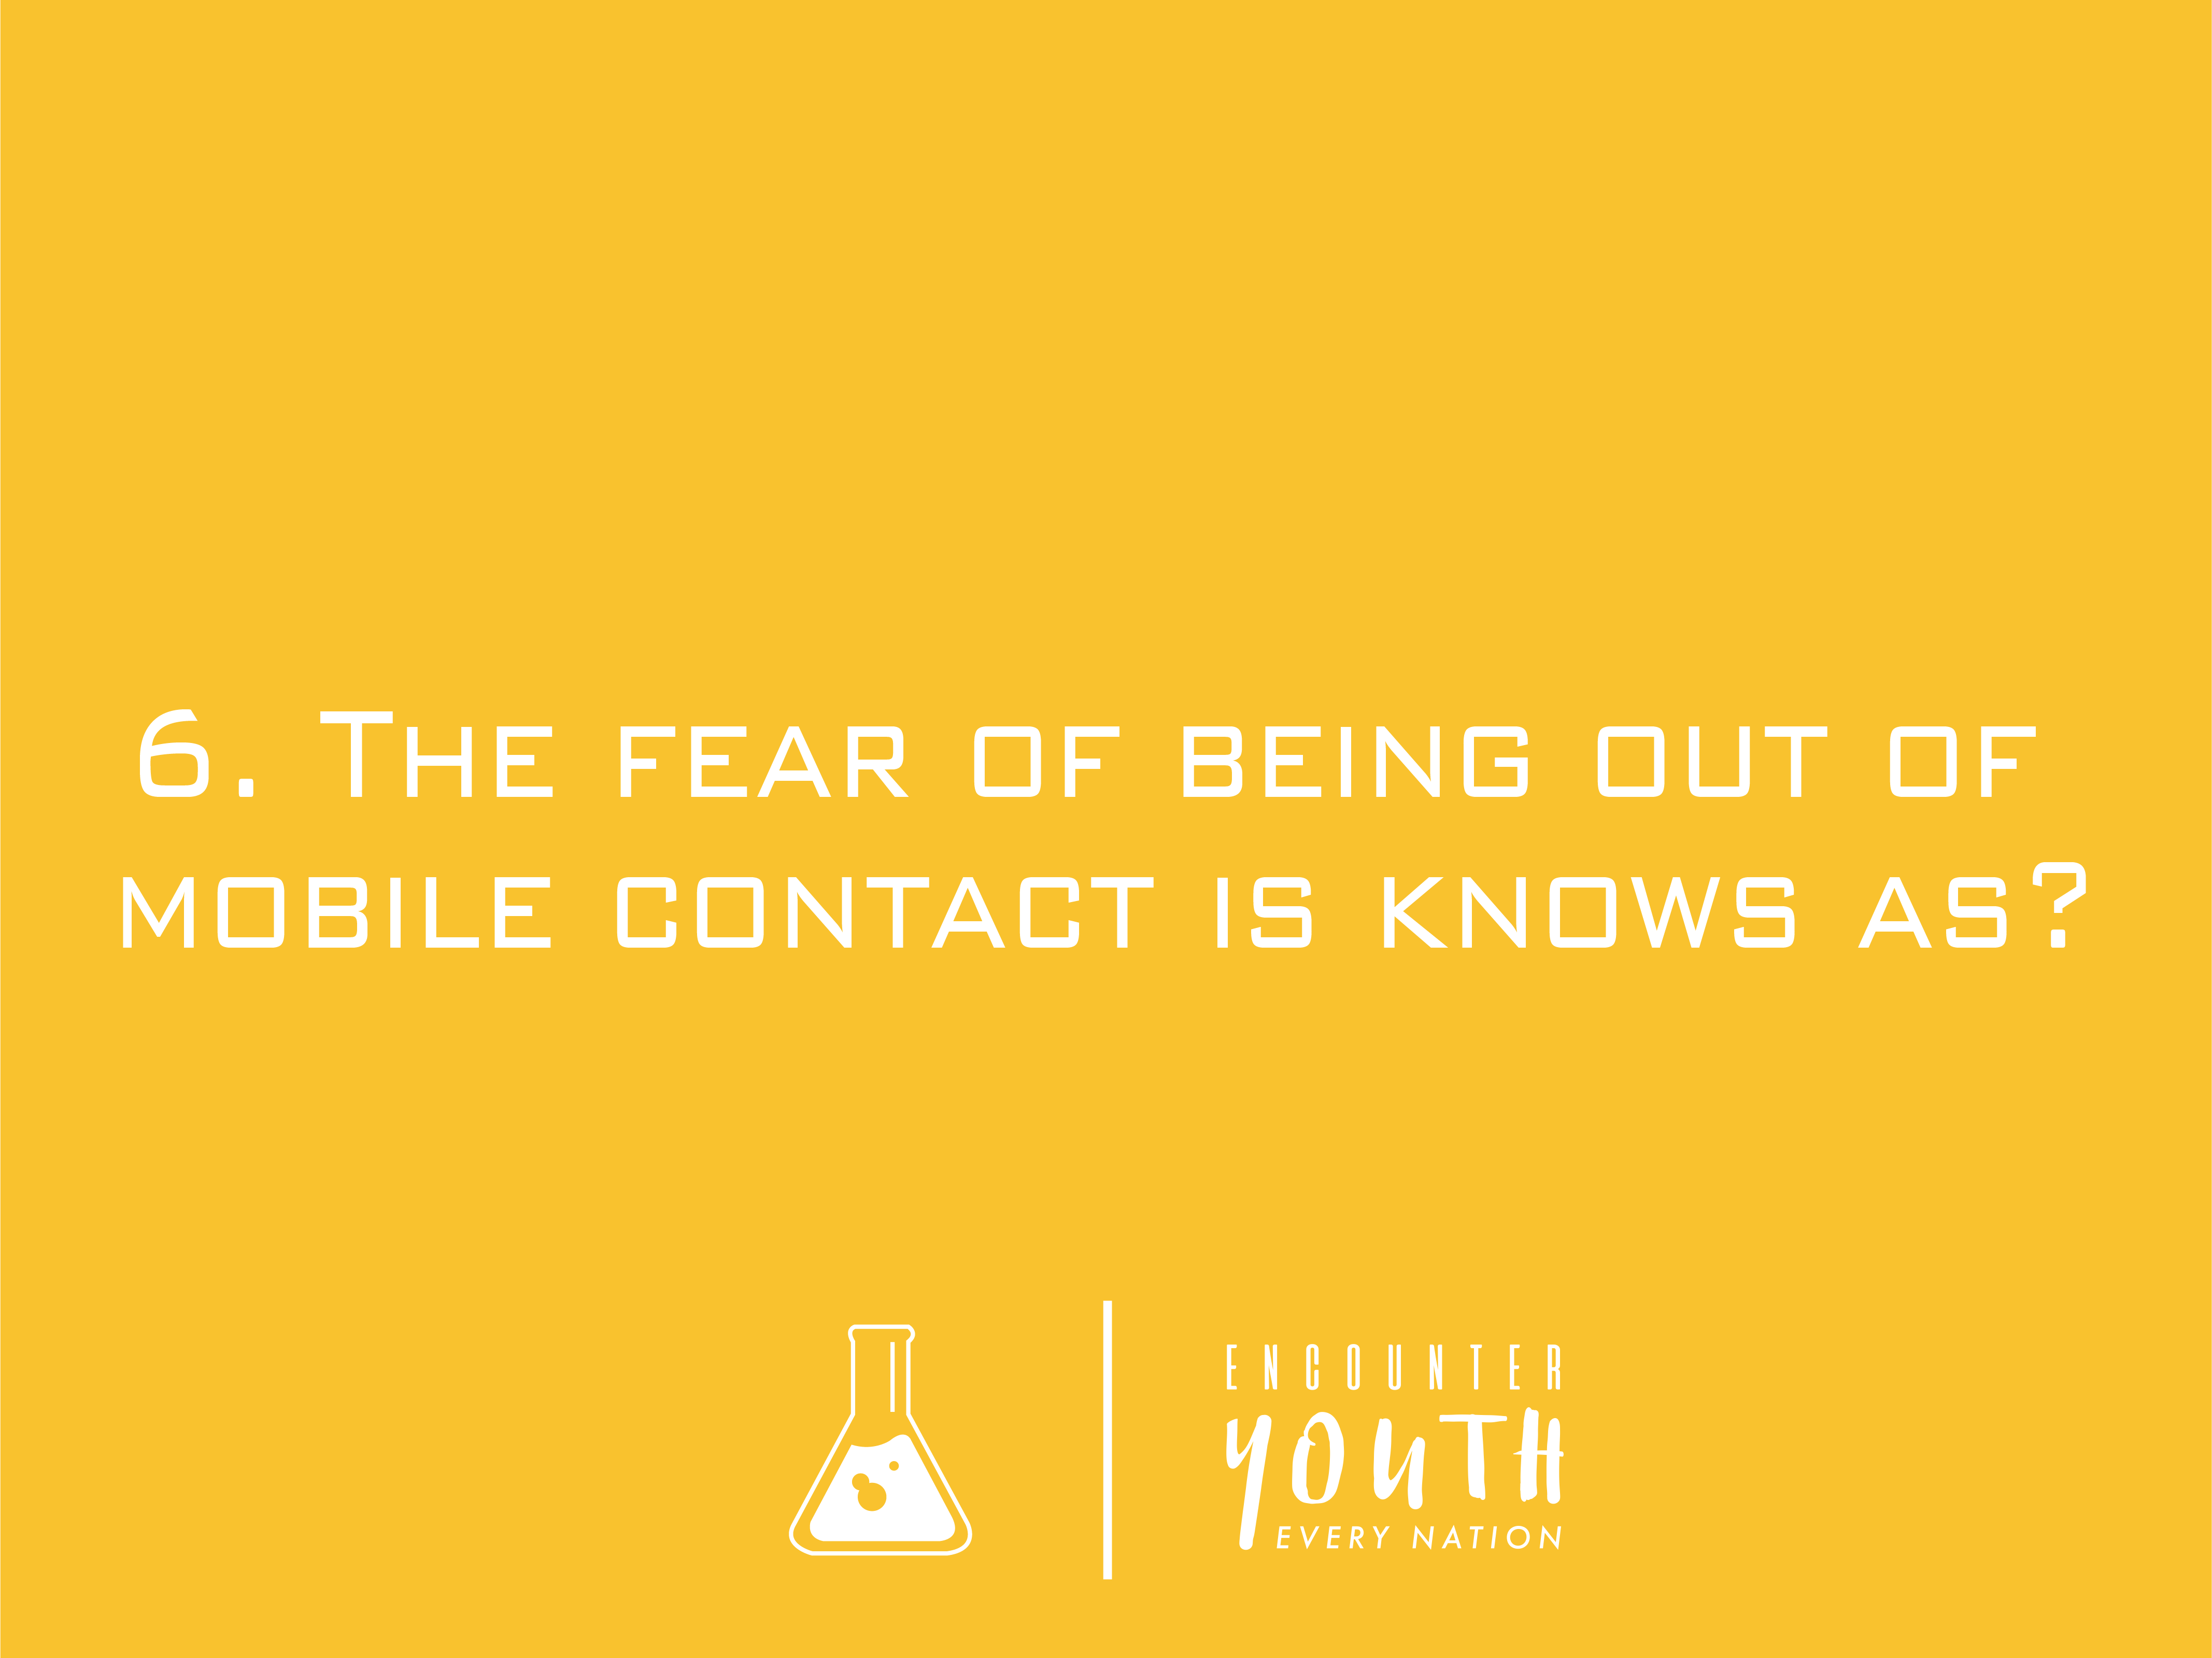 6. The fear of being out of
mobile contact is knows as?
ENCOUNTER
YOUTH
EVERY NATION